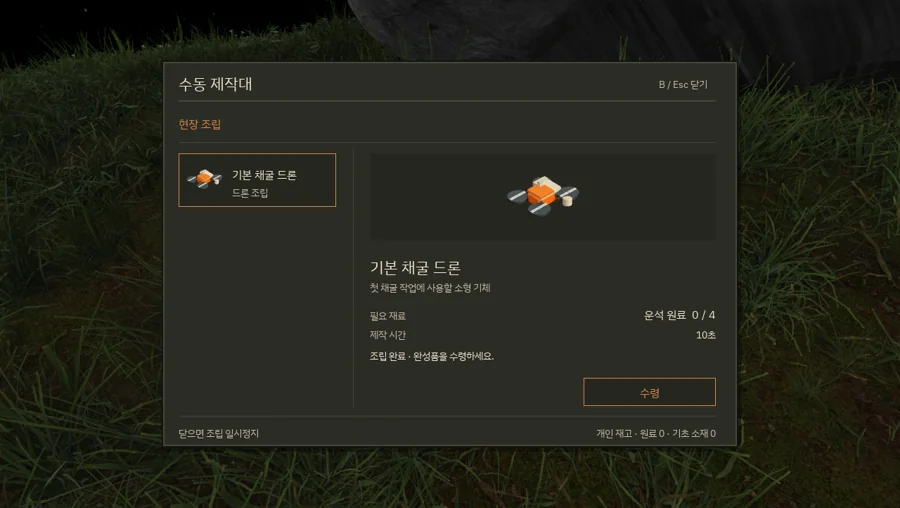 수동 제작대
B / Esc 닫기
현장 조립
기본 채굴 드론
드론 조립
기본 채굴 드론
첫 채굴 작업에 사용할 소형 기체
필요 재료 운석 원료 0 / 4
제작 시간 10초
조립 완료 · 완성품을 수령하세요.
수령
닫으면 조립 일시정지
개인 재고 · 원료 0 · 기초 소재 0